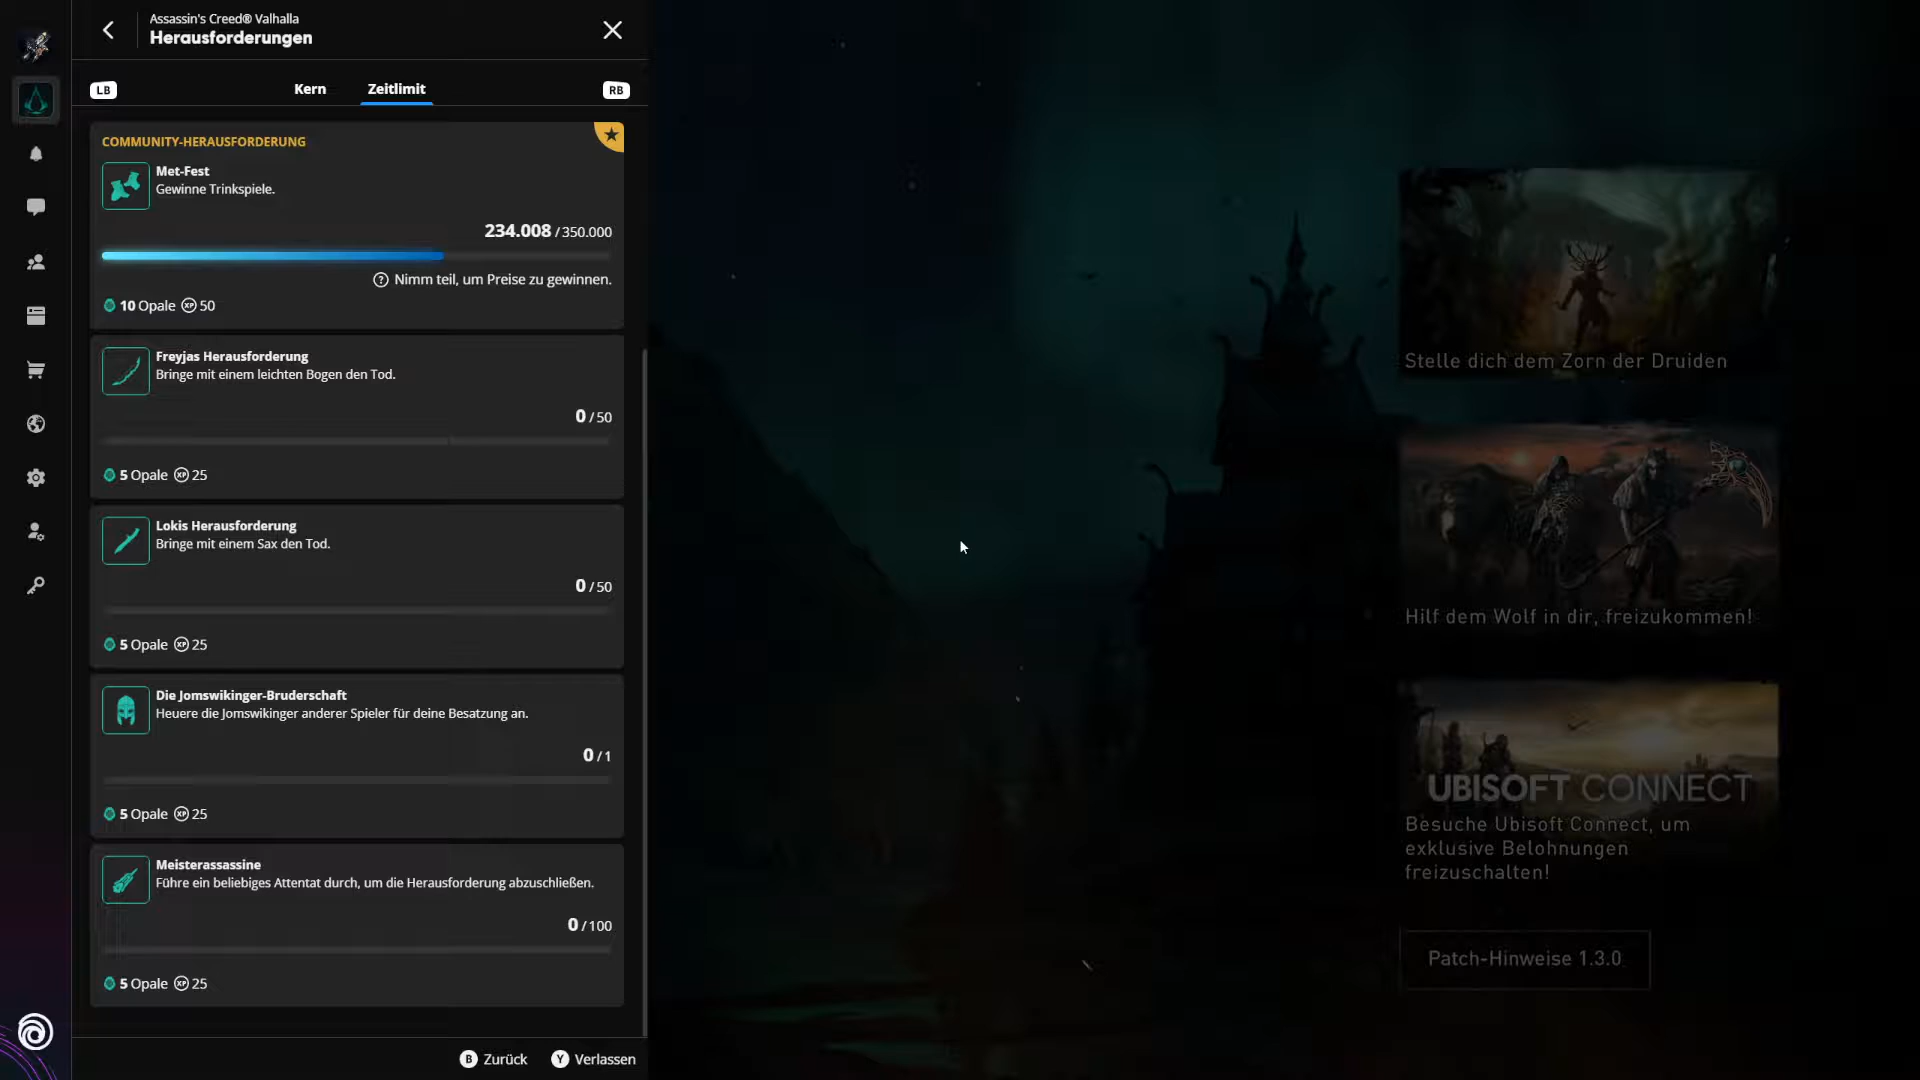 Assassin's Creed® Valhalla
Herausforderungen
LB
Kern
Zeitlimit
RB
COMMUNITY-HERAUSFORDERUNG
Met-Fest
Gewinne Trinkspiele.
234.008 / 350.000
Nimm teil, um Preise zu gewinnen.
10 Opale XP 50
Freyjas Herausforderung
Bringe mit einem leichten Bogen den Tod.
0 / 50
5 Opale XP 25
Lokis Herausforderung
Bringe mit einem Sax den Tod.
0 / 50
5 Opale XP 25
Die Jomswikinger-Bruderschaft
Heuere die Jomswikinger anderer Spieler für deine Besatzung an.
0 / 1
5 Opale XP 25
Meisterassassine
Führe ein beliebiges Attentat durch, um die Herausforderung abzuschließen.
0 / 100
5 Opale XP 25
B Zurück
Y Verlassen
Stelle dich dem Zorn der Druiden
Hilf dem Wolf in dir, freizukommen!
UBISOFT CONNECT
Besuche Ubisoft Connect, um
exklusive Belohnungen
freizuschalten!
Patch-Hinweise 1.3.0